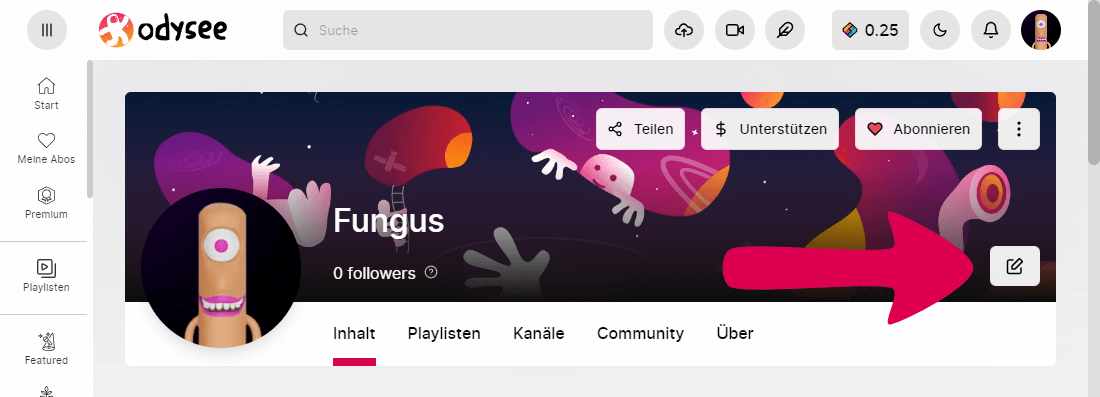 odysee
Suche
0.25
Start
Meine Abos
Premium
Playlisten
Featured
Teilen
Unterstützen
Abonnieren
Fungus
0 followers
Inhalt Playlisten Kanäle Community Über